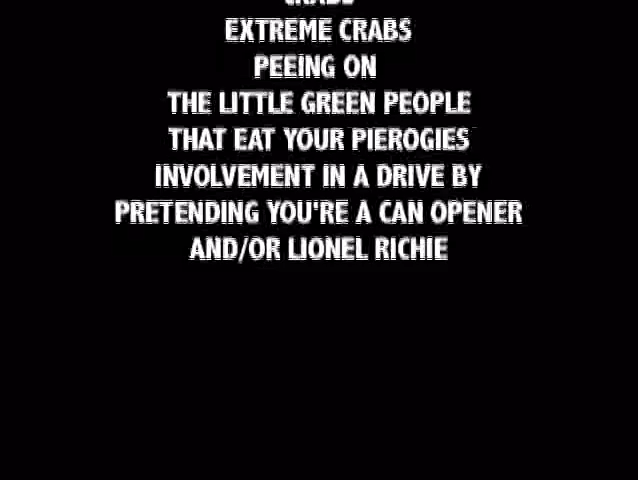 CRABS
EXTREME CRABS
PEEING ON
THE LITTLE GREEN PEOPLE
THAT EAT YOUR PIEROGIES
INVOLVEMENT IN A DRIVE BY
PRETENDING YOU'RE A CAN OPENER
AND/OR LIONEL RICHIE